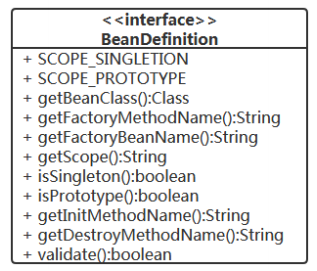 <<interface>>
BeanDefinition
+ SCOPE_SINGLETION
+ SCOPE_PROTOTYPE
+ getBeanClass():Class
+ getFactoryMethodName():String
+ getFactoryBeanName():String
+ getScope():String
+ isSingleton():boolean
+ isPrototype():boolean
+ getInitMethodName():String
+ getDestroyMethodName():String
+ validate():boolean